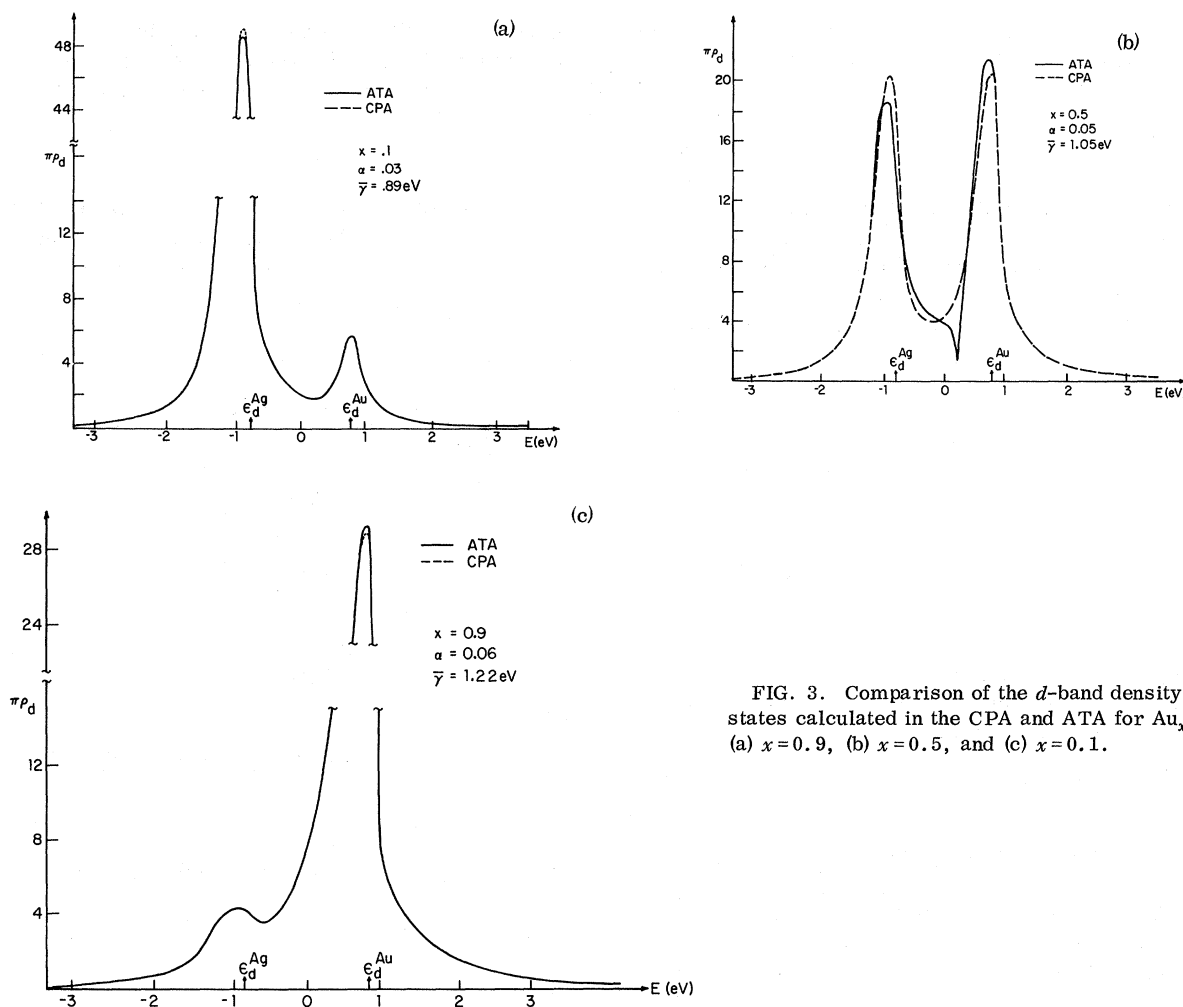 (a)
48
44
πρ_d
12
8
4
ATA
CPA
x = .1
α = .03
γ̄ = .89eV
ϵ_d^Ag
ϵ_d^Au
-3
-2
-1
0
1
2
3
E(eV)
(b)
πρ_d
20
16
12
8
4
ATA
CPA
x = 0.5
α = 0.05
γ̄ = 1.05eV
ϵ_d^Ag
ϵ_d^Au
-3
-2
-1
0
1
2
3
E(eV)
(c)
28
24
πρ_d
12
8
4
ATA
CPA
x = 0.9
α = 0.06
γ̄ = 1.22eV
ϵ_d^Ag
ϵ_d^Au
-3
-2
-1
0
1
2
3
E (eV)
FIG. 3. Comparison of the d-band density
states calculated in the CPA and ATA for Au_x
(a) x=0.9, (b) x=0.5, and (c) x=0.1.